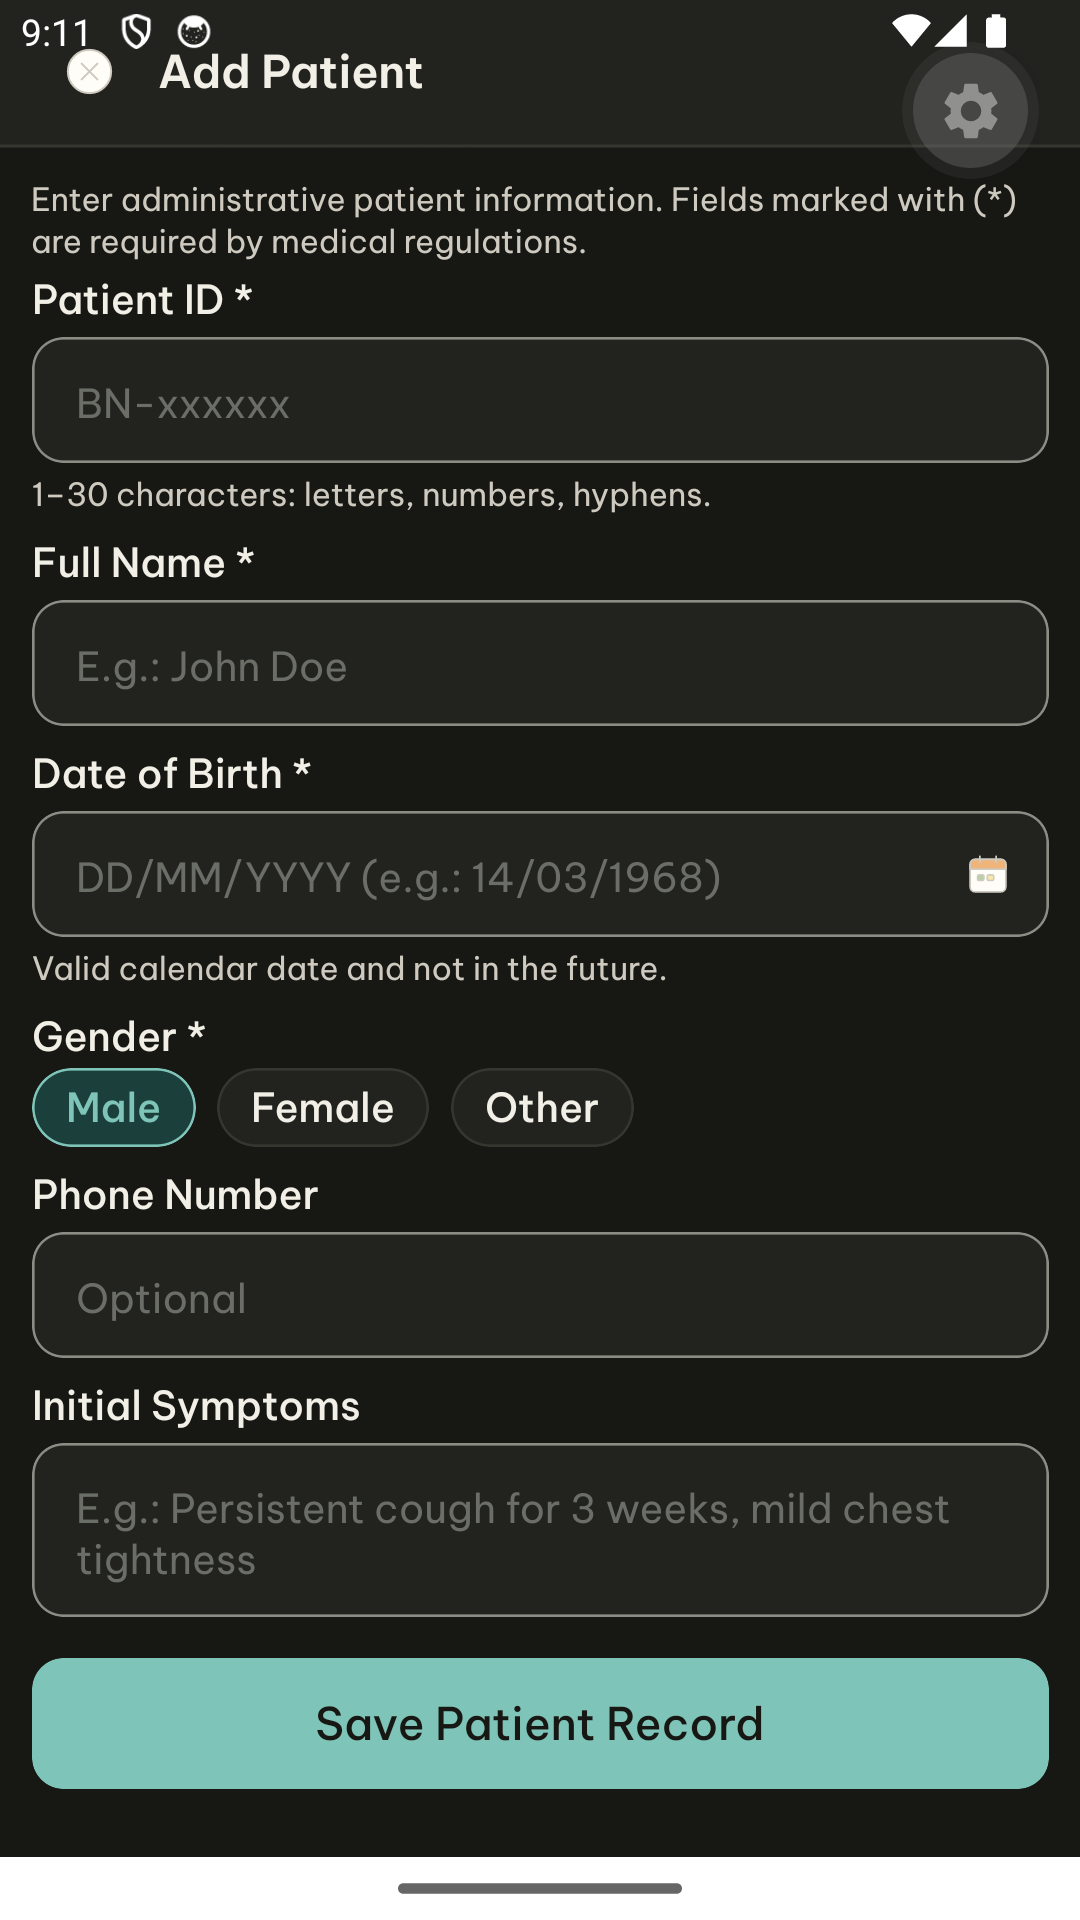 9:11
Add Patient
Enter administrative patient information. Fields marked with (*)
are required by medical regulations.
Patient ID *
BN-xxxxxx
1–30 characters: letters, numbers, hyphens.
Full Name *
E.g.: John Doe
Date of Birth *
DD/MM/YYYY (e.g.: 14/03/1968)
Valid calendar date and not in the future.
Gender *
Male Female Other
Phone Number
Optional
Initial Symptoms
E.g.: Persistent cough for 3 weeks, mild chest
tightness
Save Patient Record